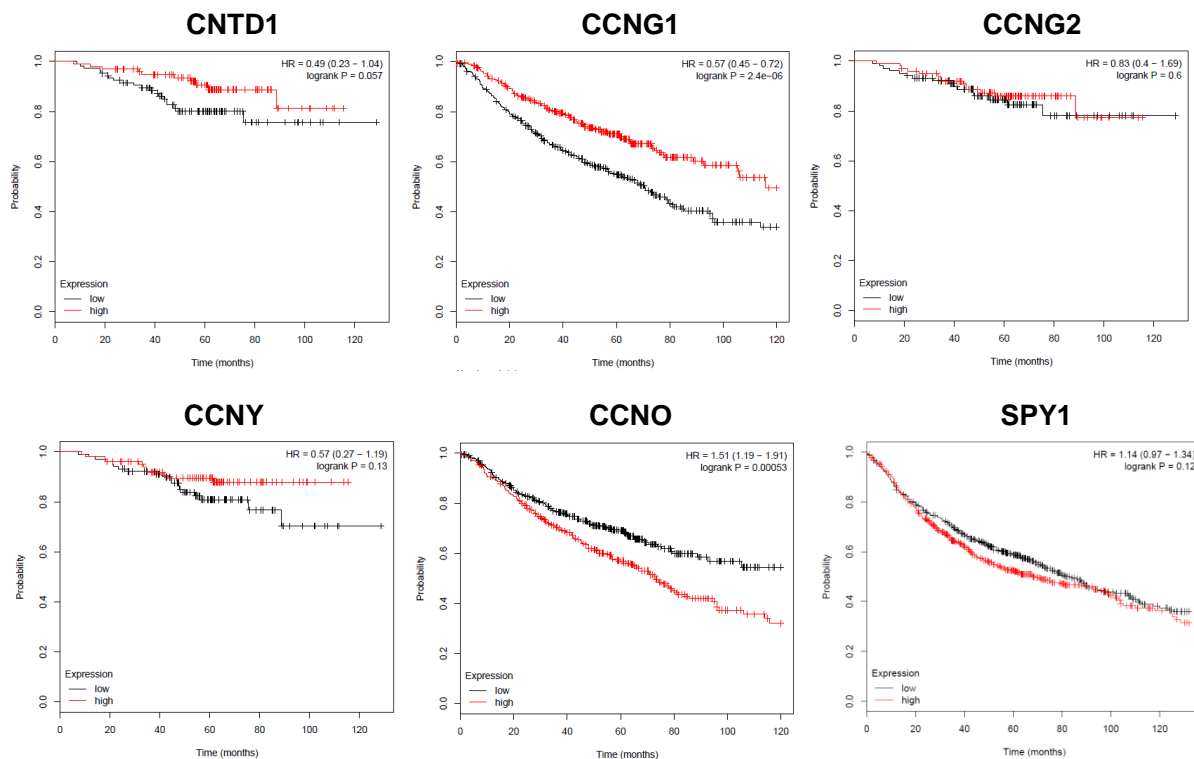 CNTD1
HR = 0.49 (0.23 − 1.04)
logrank P = 0.057
Probability
0.0 0.2 0.4 0.6 0.8 1.0
Expression
low
high
0 20 40 60 80 100 120
Time (months)
CCNG1
HR = 0.57 (0.45 − 0.72)
logrank P = 2.4e−06
Probability
0.0 0.2 0.4 0.6 0.8 1.0
Expression
low
high
0 20 40 60 80 100 120
Time (months)
CCNG2
HR = 0.83 (0.4 − 1.69)
logrank P = 0.6
Probability
0.0 0.2 0.4 0.6 0.8 1.0
Expression
low
high
0 20 40 60 80 100 120
Time (months)
CCNY
HR = 0.57 (0.27 − 1.19)
logrank P = 0.13
Probability
0.0 0.2 0.4 0.6 0.8 1.0
Expression
low
high
0 20 40 60 80 100 120
Time (months)
CCNO
HR = 1.51 (1.19 − 1.91)
logrank P = 0.00053
Probability
0.0 0.2 0.4 0.6 0.8 1.0
Expression
low
high
0 20 40 60 80 100 120
Time (months)
SPY1
HR = 1.14 (0.97 − 1.34)
logrank P = 0.12
Probability
0.0 0.2 0.4 0.6 0.8 1.0
Expression
low
high
0 20 40 60 80 100 120
Time (months)